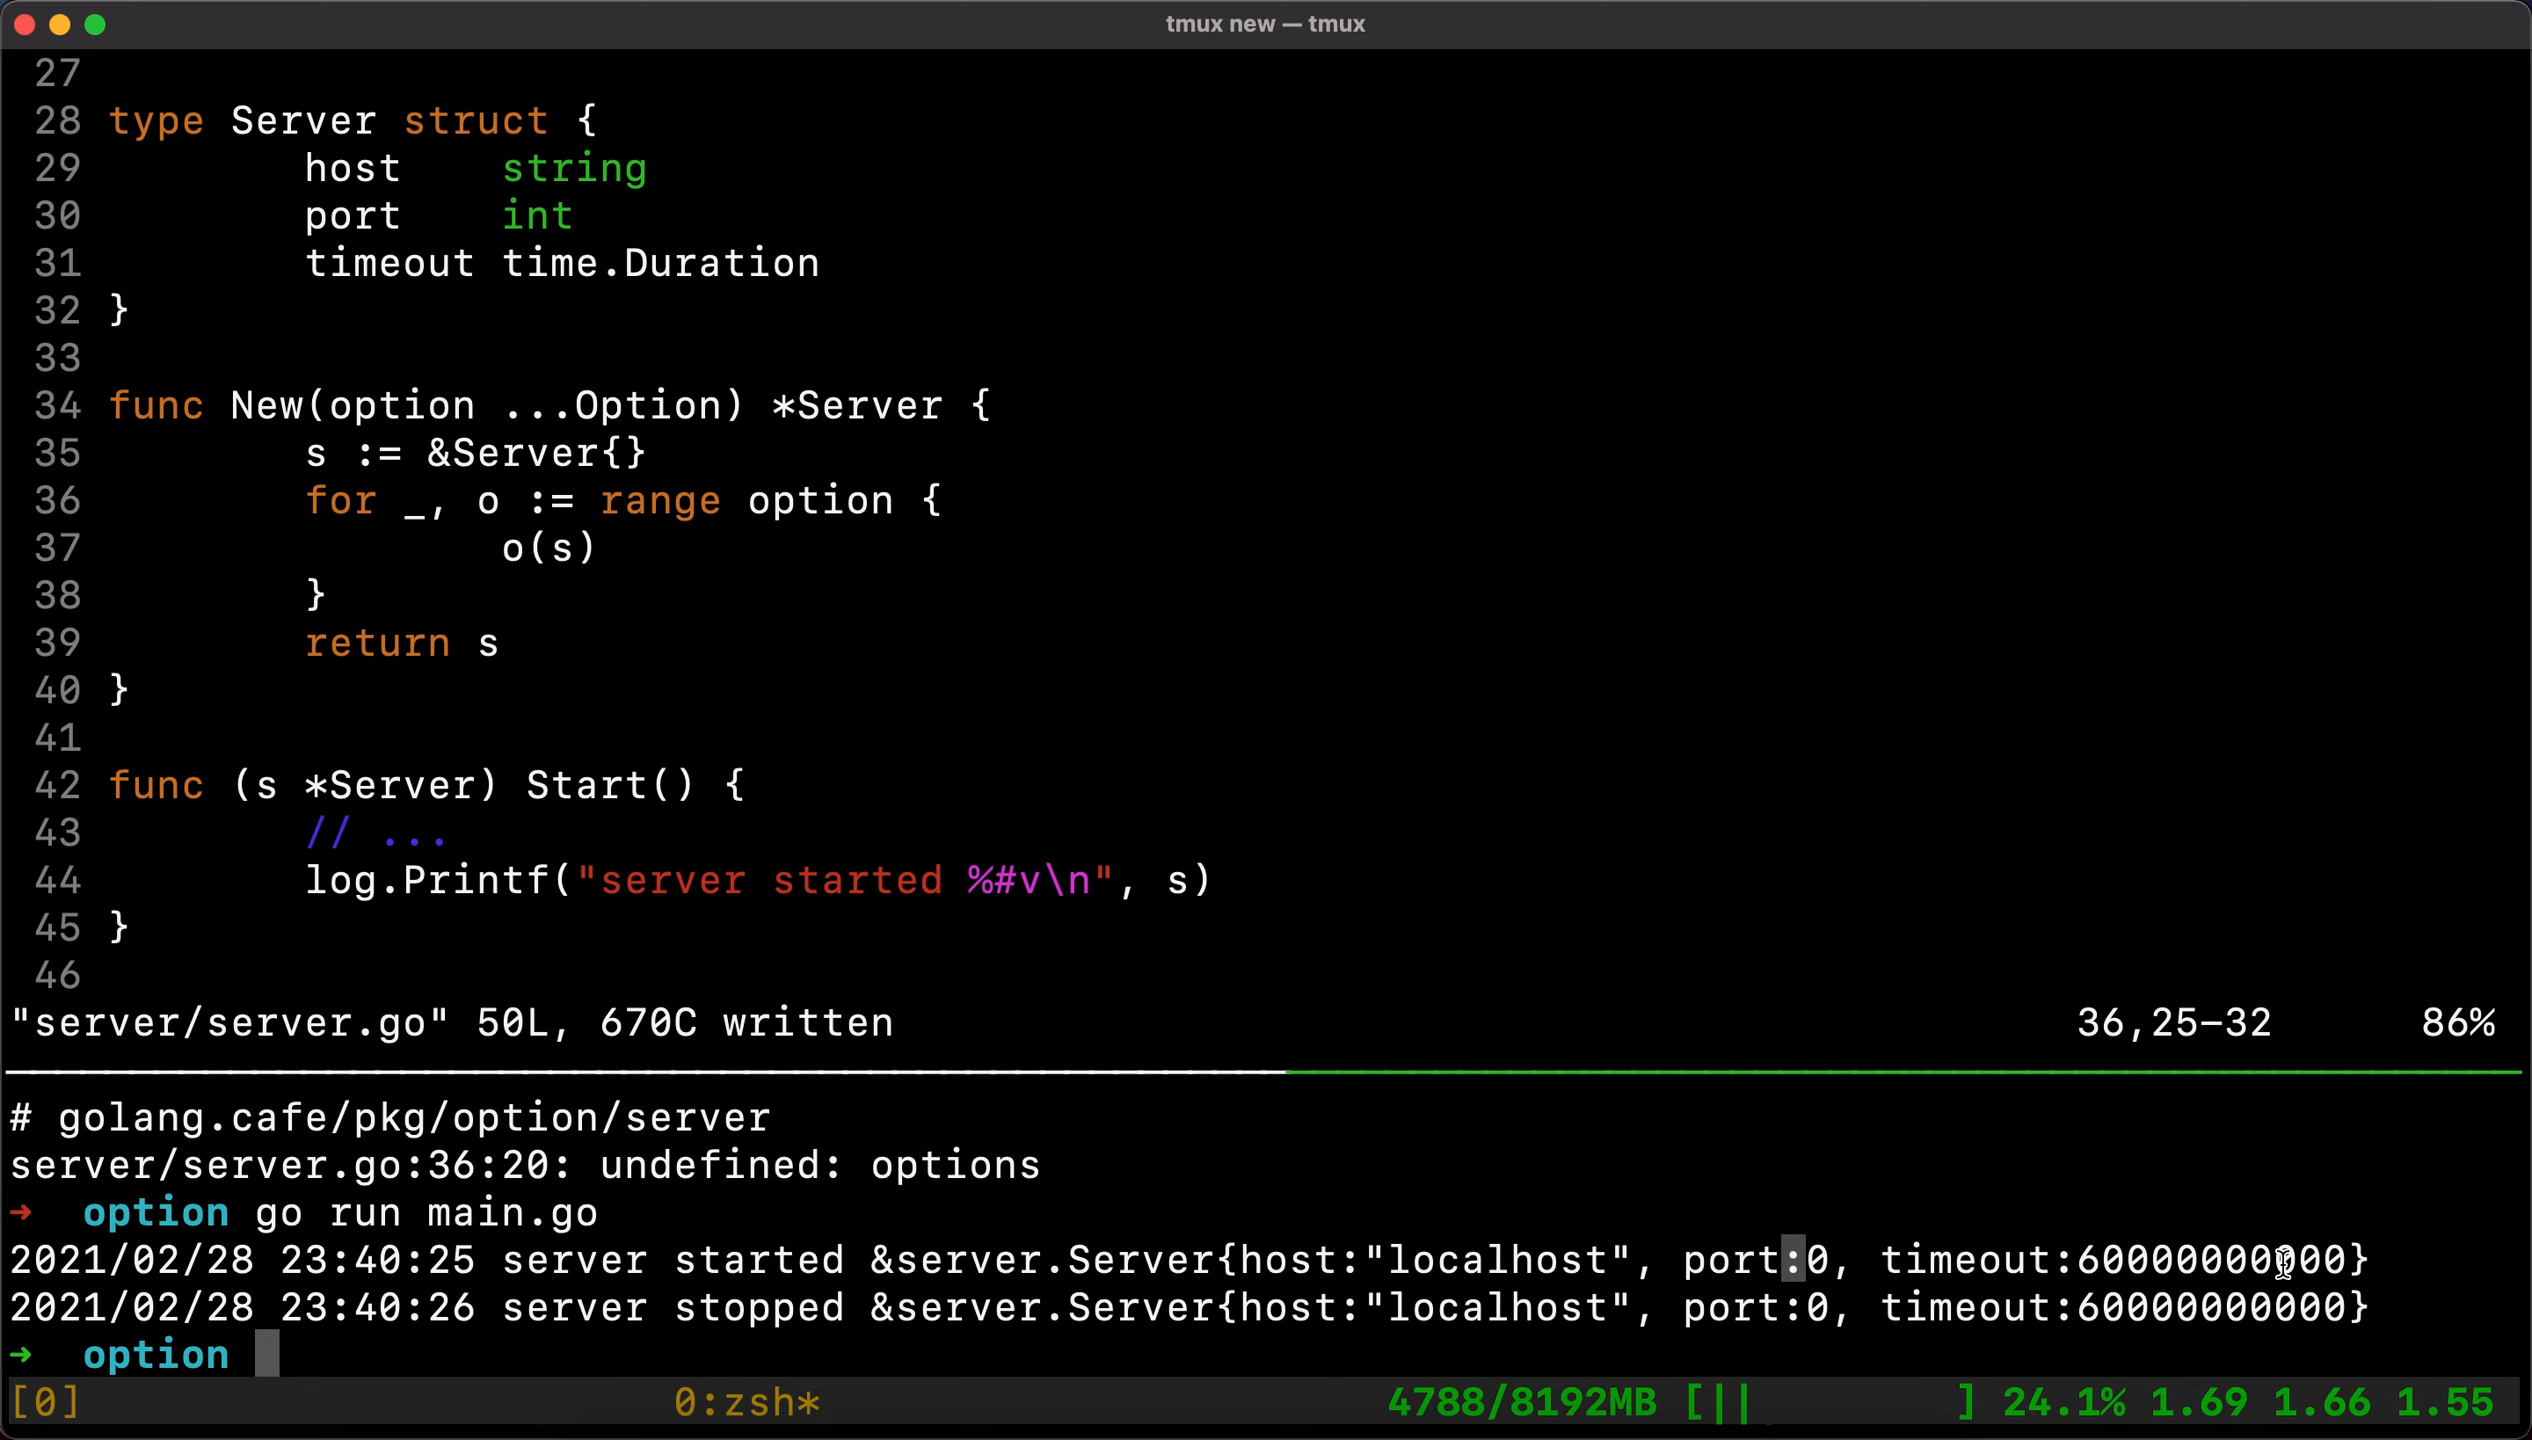 tmux new — tmux
27
28 type Server struct {
29         host    string
30         port    int
31         timeout time.Duration
32 }
33
34 func New(option ...Option) *Server {
35         s := &Server{}
36         for _, o := range option {
37                 o(s)
38         }
39         return s
40 }
41
42 func (s *Server) Start() {
43         // ...
44         log.Printf("server started %#v\n", s)
45 }
46
"server/server.go" 50L, 670C written 36,25-32 86%
# golang.cafe/pkg/option/server
server/server.go:36:20: undefined: options
→  option go run main.go
2021/02/28 23:40:25 server started &server.Server{host:"localhost", port:0, timeout:60000000000}
2021/02/28 23:40:26 server stopped &server.Server{host:"localhost", port:0, timeout:60000000000}
→  option
[0] 0:zsh* 4788/8192MB [||        ] 24.1% 1.69 1.66 1.55